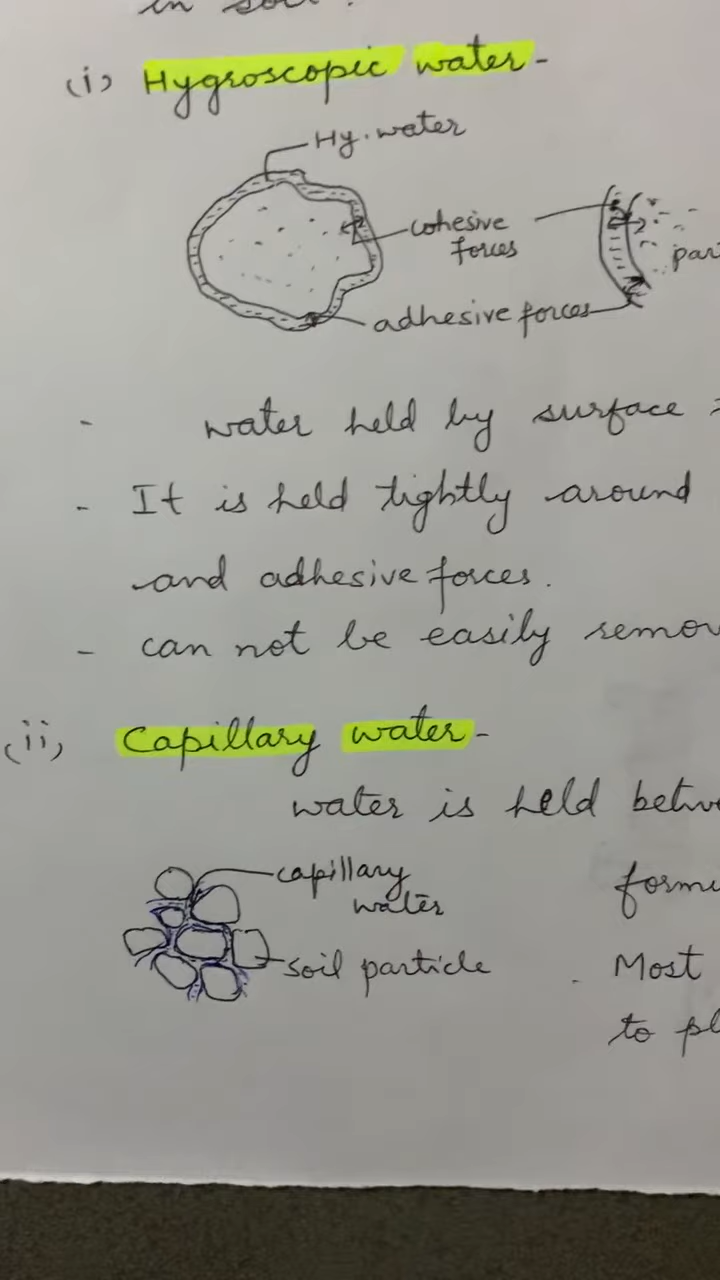 (i) Hygroscopic water-
Hy. water
cohesive
forces
adhesive forces
- water held by surface
- It is held tightly around
and adhesive forces.
- can not be easily
(ii) Capillary water-
water is held
capillary
water
soil particle
. Most
to